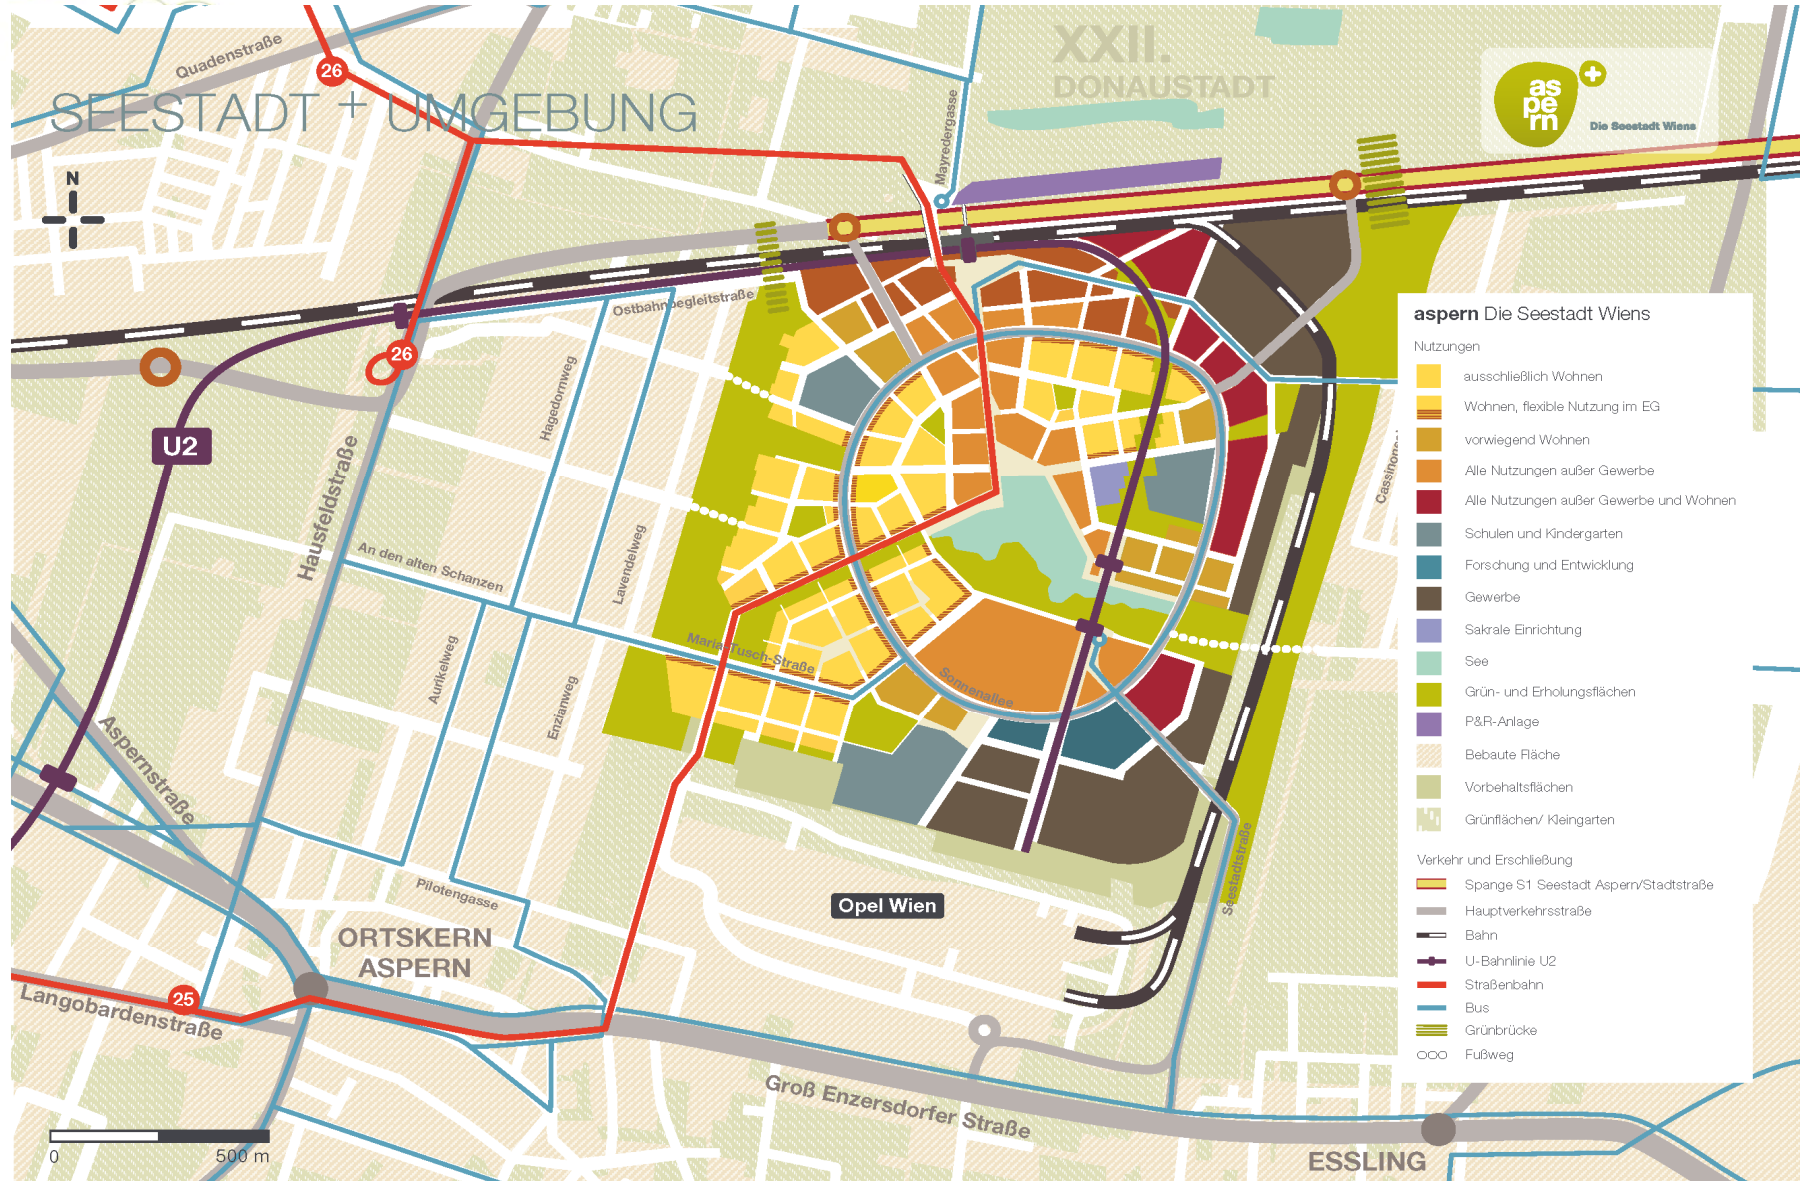 Quadenstraße
26
SEESTADT + UMGEBUNG
XXII.
DONAUSTADT
as
pe
rn
+
Die Seestadt Wiens
Mayredergasse
N
Ostbahnbegleitstraße
26
U2
Hausfeldstraße
Hagedornweg
Lavendelweg
An den alten Schanzen
Maria-Tusch-Straße
Aurikelweg
Enzianweg
Sonnenallee
Aspernstraße
Pilotengasse
Seestadtstraße
Opel Wien
ORTSKERN
ASPERN
25
Langobardenstraße
Groß Enzersdorfer Straße
ESSLING
0 500 m
aspern Die Seestadt Wiens
Nutzungen
ausschließlich Wohnen
Wohnen, flexible Nutzung im EG
vorwiegend Wohnen
Alle Nutzungen außer Gewerbe
Alle Nutzungen außer Gewerbe und Wohnen
Schulen und Kindergarten
Forschung und Entwicklung
Gewerbe
Sakrale Einrichtung
See
Grün- und Erholungsflächen
P&R-Anlage
Bebaute Fläche
Vorbehaltsflächen
Grünflächen/ Kleingarten
Verkehr und Erschließung
Spange S1 Seestadt Aspern/Stadtstraße
Hauptverkehrsstraße
Bahn
U-Bahnlinie U2
Straßenbahn
Bus
Grünbrücke
Fußweg